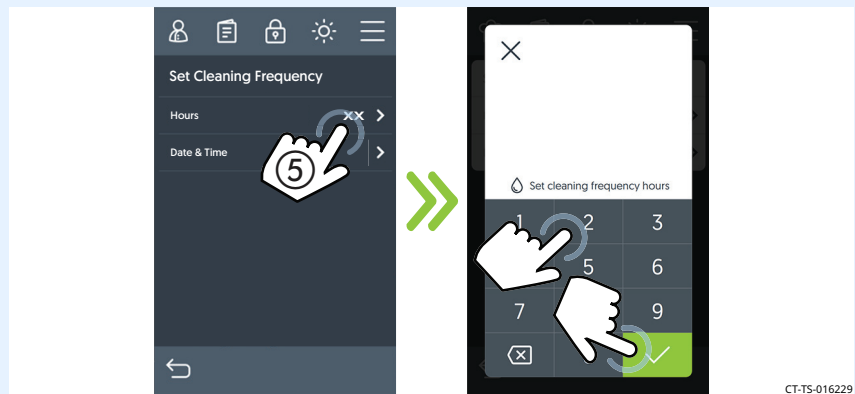 Set Cleaning Frequency
Hours xx
Date & Time
5
Set cleaning frequency hours
1 2 3
5 6
7 9
CT-TS-016229